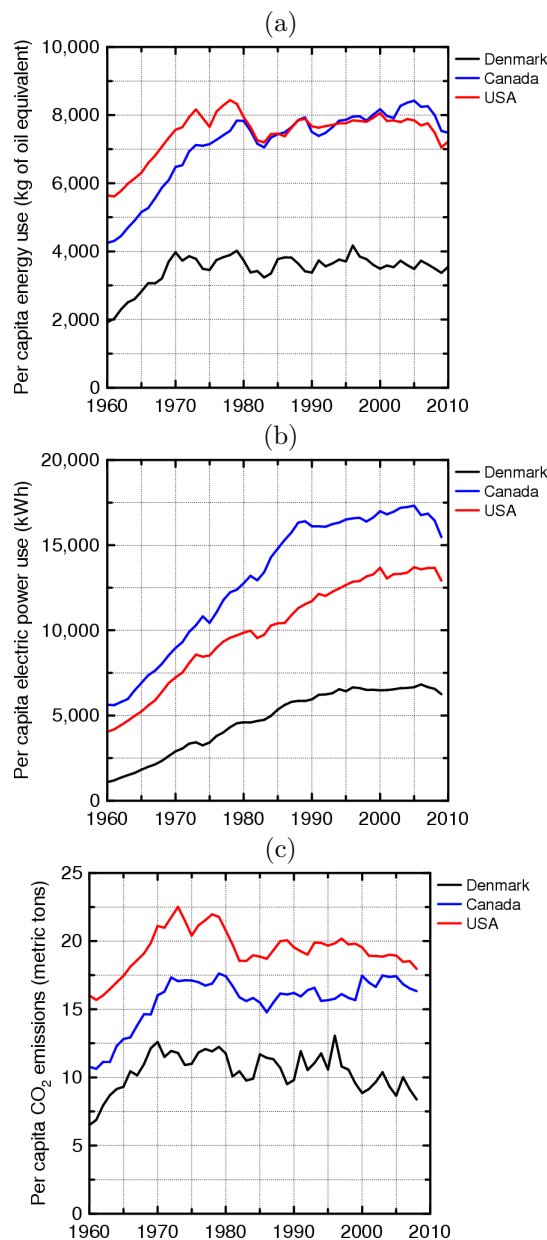 (a)
10,000
8,000
6,000
4,000
2,000
0
Per capita energy use (kg of oil equivalent)
1960 1970 1980 1990 2000 2010
Denmark
Canada
USA
(b)
20,000
15,000
10,000
5,000
0
Per capita electric power use (kWh)
1960 1970 1980 1990 2000 2010
Denmark
Canada
USA
(c)
25
20
15
10
5
0
Per capita CO₂ emissions (metric tons)
1960 1970 1980 1990 2000 2010
Denmark
Canada
USA